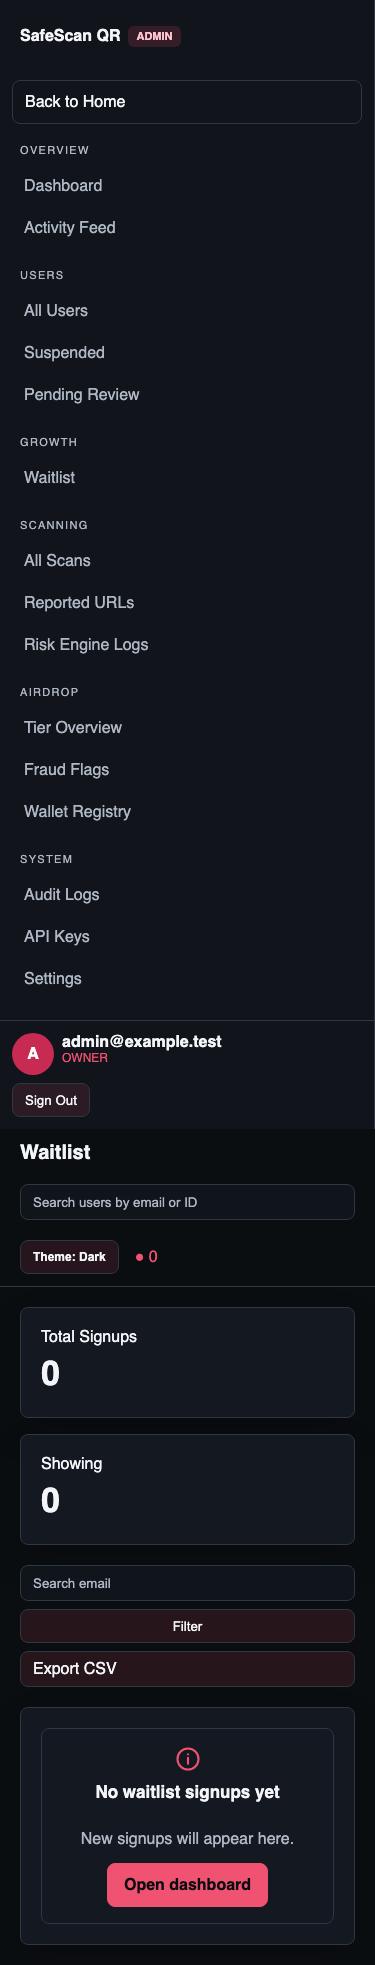 SafeScan QR ADMIN
Back to Home
OVERVIEW
Dashboard
Activity Feed
USERS
All Users
Suspended
Pending Review
GROWTH
Waitlist
SCANNING
All Scans
Reported URLs
Risk Engine Logs
AIRDROP
Tier Overview
Fraud Flags
Wallet Registry
SYSTEM
Audit Logs
API Keys
Settings
A
admin@example.test
OWNER
Sign Out
Waitlist
Search users by email or ID
Theme: Dark
0
Total Signups
0
Showing
0
Search email
Filter
Export CSV
No waitlist signups yet
New signups will appear here.
Open dashboard